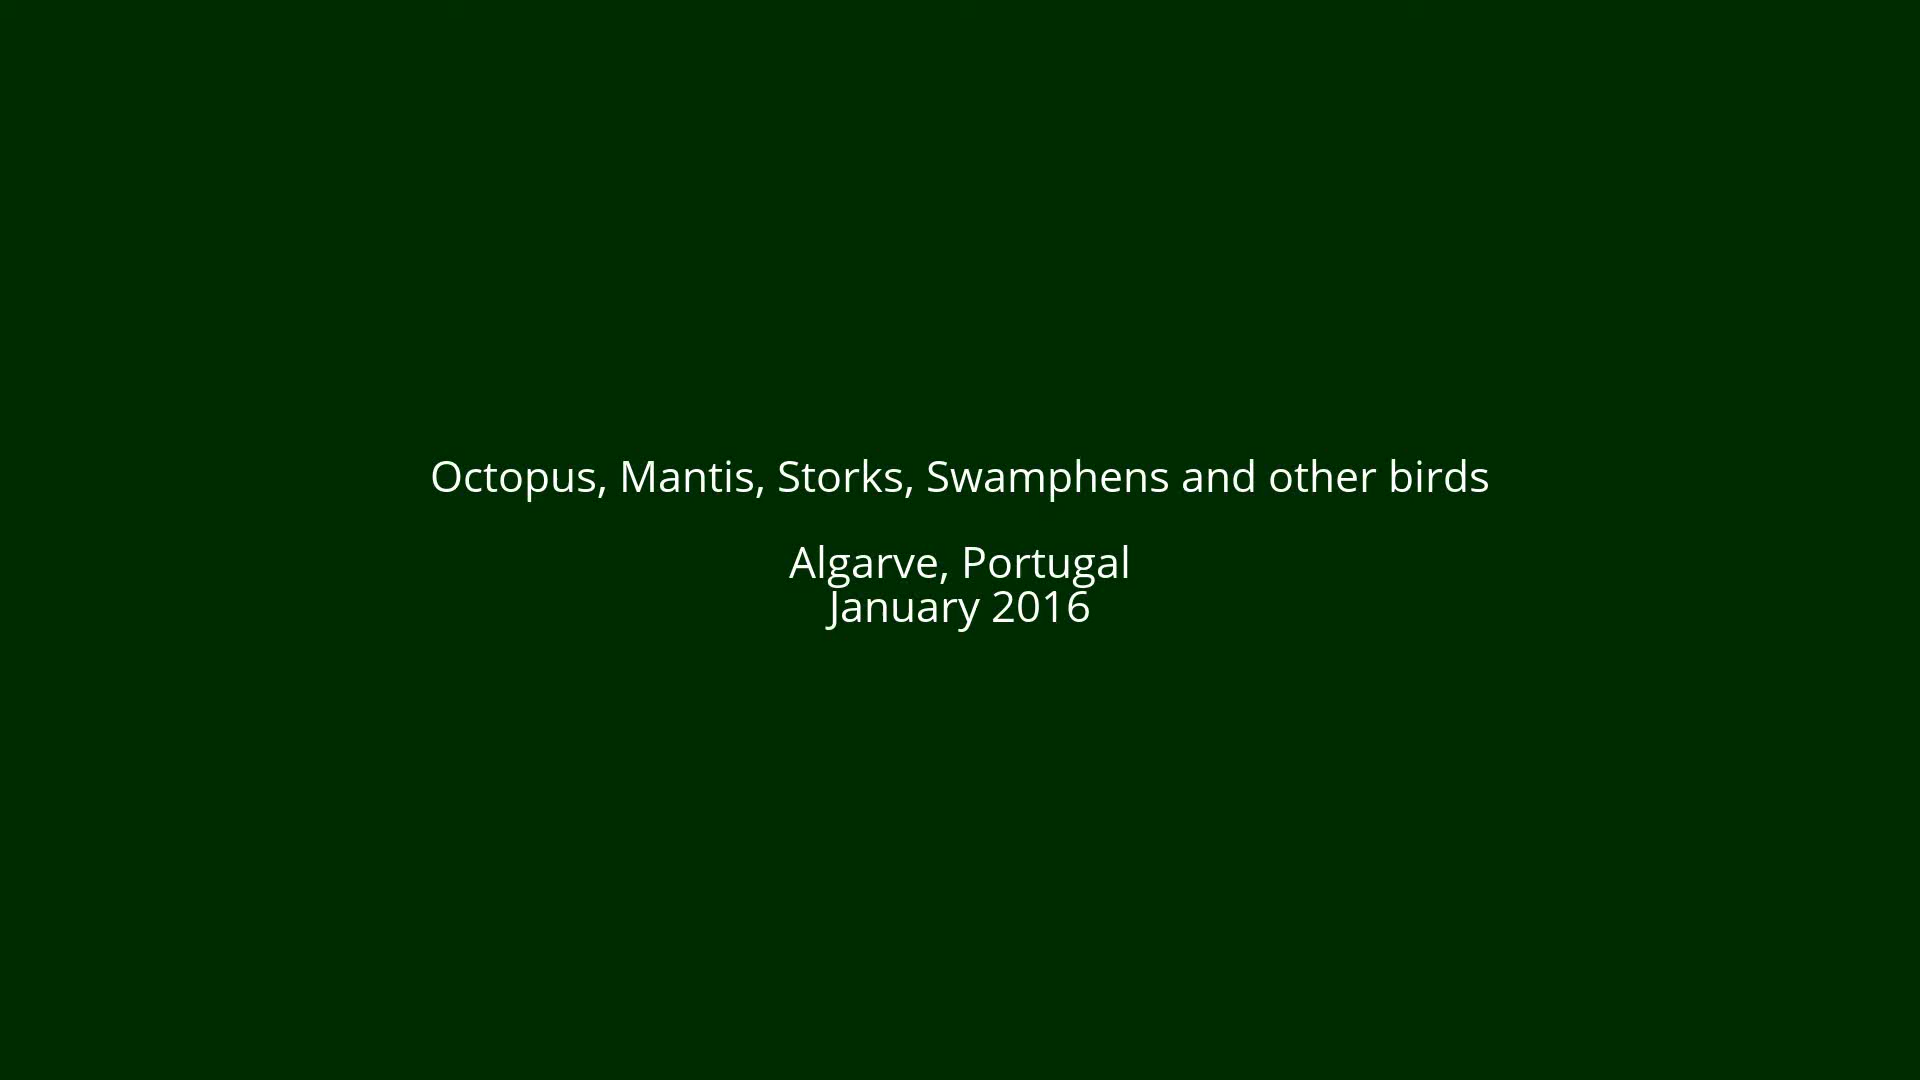 Octopus, Mantis, Storks, Swamphens and other birds
Algarve, Portugal
January 2016